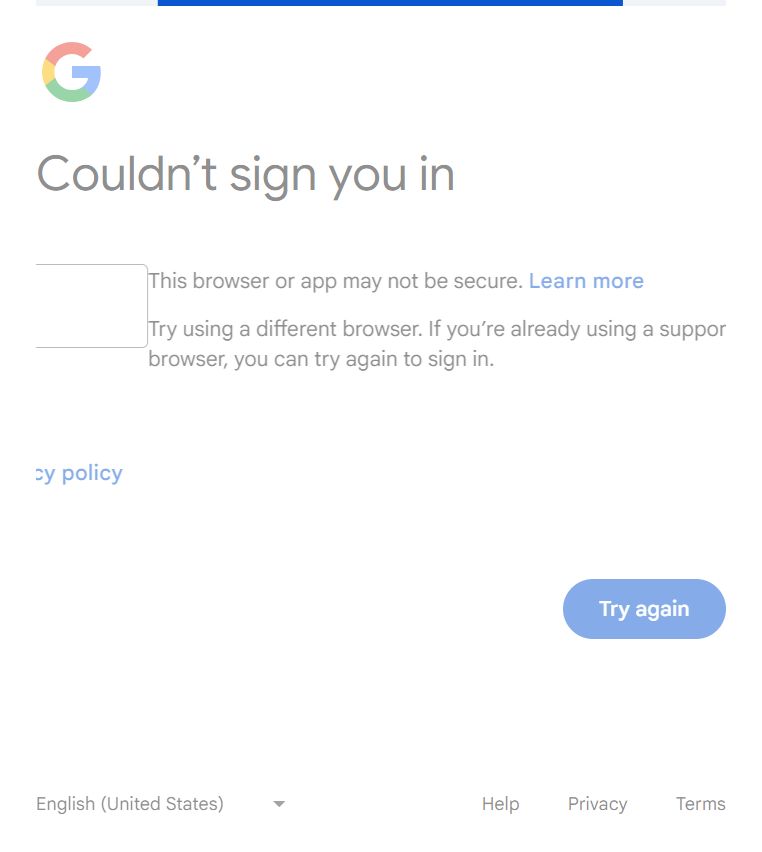 Couldn’t sign you in
This browser or app may not be secure. Learn more
Try using a different browser. If you’re already using a suppor
browser, you can try again to sign in.
cy policy
Try again
English (United States)
Help Privacy Terms